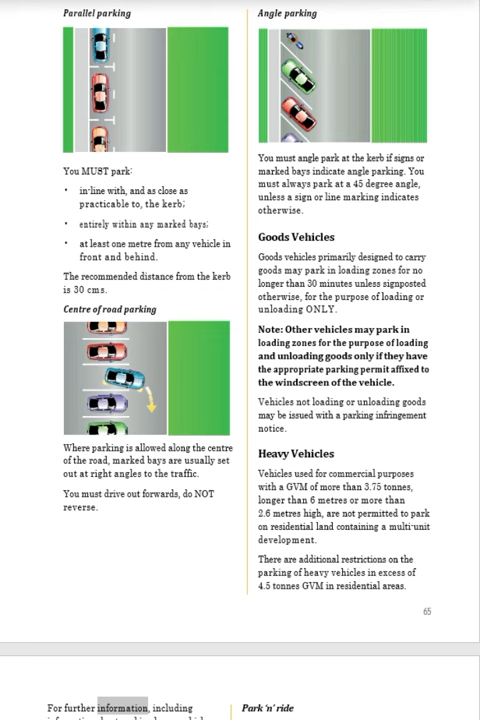 Parallel parking
You MUST park:
• in-line with, and as close as
practicable to, the kerb;
• entirely within any marked bays;
• at least one metre from any vehicle in
front and behind.
The recommended distance from the kerb
is 30 cms.
Centre of road parking
Where parking is allowed along the centre
of the road, marked bays are usually set
out at right angles to the traffic.
You must drive out forwards, do NOT
reverse.
Angle parking
You must angle park at the kerb if signs or
marked bays indicate angle parking. You
must always park at a 45 degree angle,
unless a sign or line marking indicates
otherwise.
Goods Vehicles
Goods vehicles primarily designed to carry
goods may park in loading zones for no
longer than 30 minutes unless signposted
otherwise, for the purpose of loading or
unloading ONLY.
Note: Other vehicles may park in
loading zones for the purpose of loading
and unloading goods only if they have
the appropriate parking permit affixed to
the windscreen of the vehicle.
Vehicles not loading or unloading goods
may be issued with a parking infringement
notice.
Heavy Vehicles
Vehicles used for commercial purposes
with a GVM of more than 3.75 tonnes,
longer than 6 metres or more than
2.6 metres high, are not permitted to park
on residential land containing a multi-unit
development.
There are additional restrictions on the
parking of heavy vehicles in excess of
4.5 tonnes GVM in residential areas.
65
For further information, including
Park 'n' ride